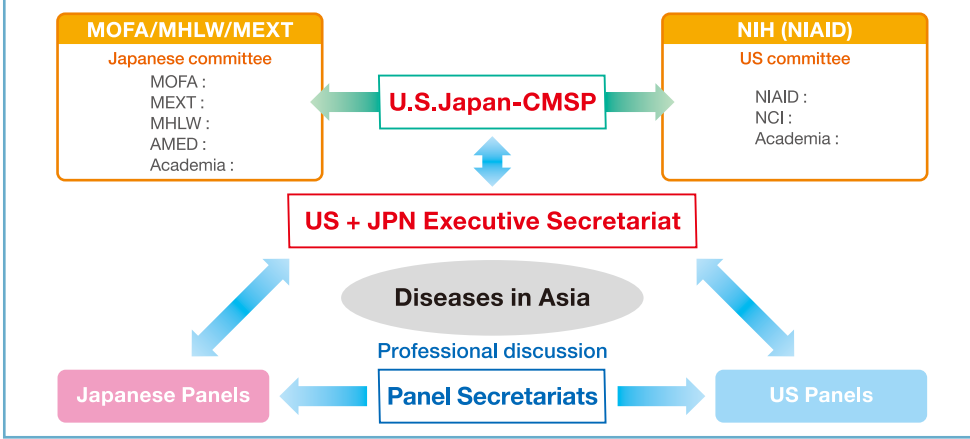 MOFA/MHLW/MEXT
Japanese committee
MOFA :
MEXT :
MHLW :
AMED :
Academia :
U.S.Japan-CMSP
NIH (NIAID)
US committee
NIAID :
NCI :
Academia :
US + JPN Executive Secretariat
Diseases in Asia
Professional discussion
Japanese Panels
Panel Secretariats
US Panels